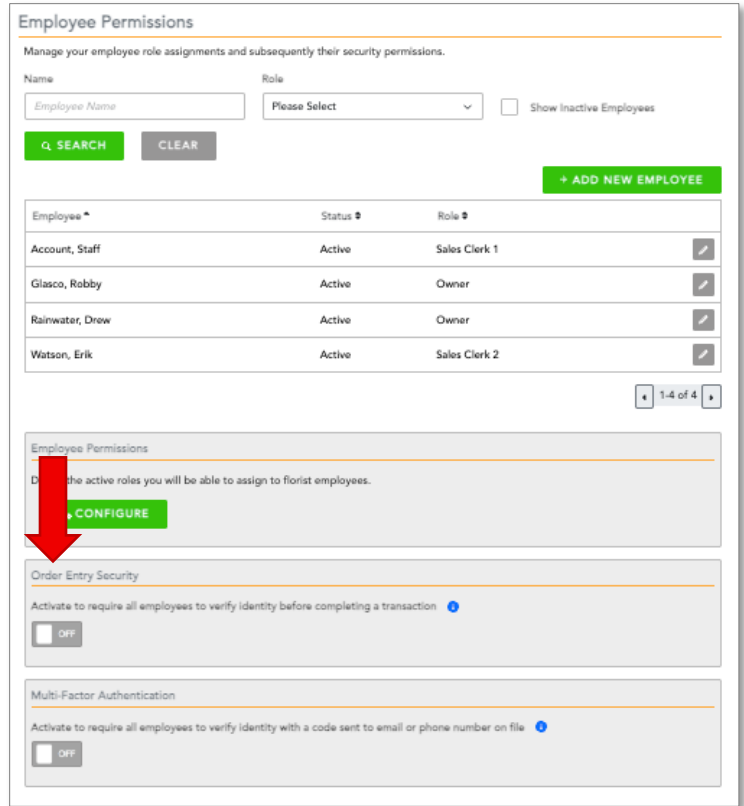 Employee Permissions
Manage your employee role assignments and subsequently their security permissions.
Name Role
Employee Name Please Select Show Inactive Employees
SEARCH CLEAR
+ ADD NEW EMPLOYEE
Employee Status Role
Account, Staff Active Sales Clerk 1
Glasco, Robby Active Owner
Rainwater, Drew Active Owner
Watson, Erik Active Sales Clerk 2
1-4 of 4
Employee Permissions
the active roles you will be able to assign to florist employees.
CONFIGURE
Order Entry Security
Activate to require all employees to verify identity before completing a transaction
OFF
Multi-Factor Authentication
Activate to require all employees to verify identity with a code sent to email or phone number on file
OFF